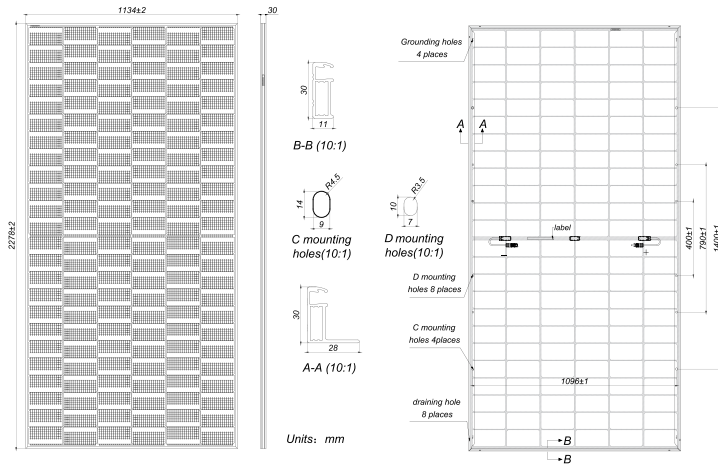 1134±2
30
2278±2
30
11
B-B (10:1)
R4.5
14
9
C mounting
holes(10:1)
R3.5
10
7
D mounting
holes(10:1)
30
28
A-A (10:1)
Units: mm
Grounding holes
4 places
A
A
label
−
+
D mounting
holes 8 places
C mounting
holes 4places
1096±1
draining hole
8 places
B
B
400±1
790±1
1400±1